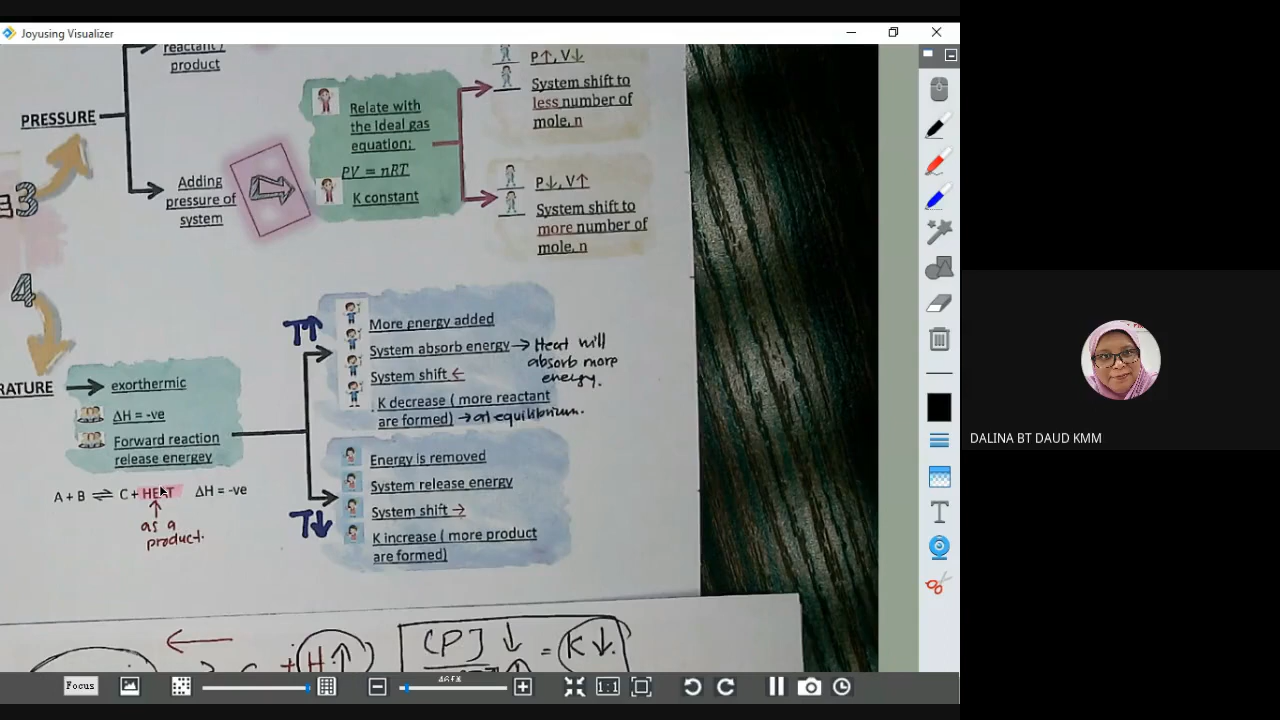 Joyusing Visualizer
reactant /
product
PRESSURE
Adding
pressure of
system
Relate with
the Ideal gas
equation;
PV = nRT
K constant
P↑, V↓
System shift to
less number of
mole, n
P↓, V↑
System shift to
more number of
mole, n
3
4
RATURE
exorthermic
ΔH = -ve
Forward reaction
release energey
A + B ⇌ C + HEAT ΔH = -ve
↑
as a
product.
T↑
More energy added
System absorb energy → Heat will
absorb more
energy.
System shift ←
K decrease ( more reactant
are formed) → at equilibrium.
T↓
Energy is removed
System release energy
System shift →
K increase ( more product
are formed)
← 
+ H↑
[P] ↓ = K↓.
Focus
1:1
T
DALINA BT DAUD KMM